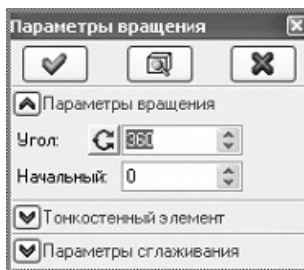 Параметры вращения
Параметры вращения
Угол: 360
Начальный: 0
Тонкостенный элемент
Параметры сглаживания